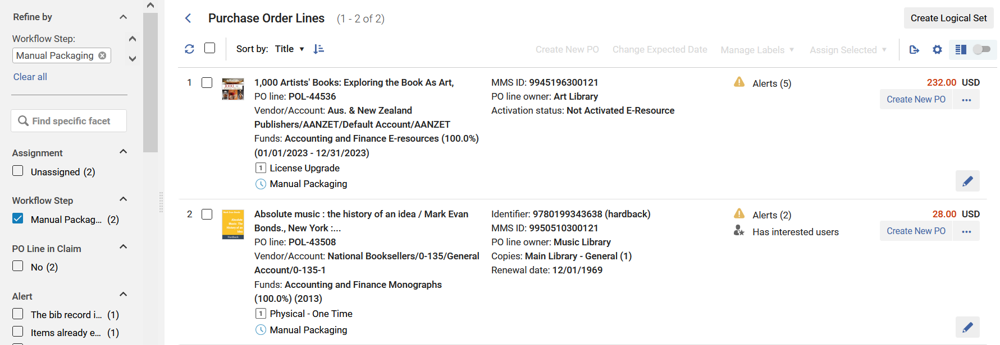 Refine by
Workflow Step:
Manual Packaging
Clear all
Find specific facet
Assignment
Unassigned (2)
Workflow Step
Manual Packag... (2)
PO Line in Claim
No (2)
Alert
The bib record i... (1)
Items already e... (1)
Purchase Order Lines (1 - 2 of 2)
Create Logical Set
Sort by: Title
Create New PO Change Expected Date Manage Labels Assign Selected
1
1,000 Artists' Books: Exploring the Book As Art,
PO line: POL-44536
Vendor/Account: Aus. & New Zealand
Publishers/AANZET/Default Account/AANZET
Funds: Accounting and Finance E-resources (100.0%)
(01/01/2023 - 12/31/2023)
1 License Upgrade
Manual Packaging
MMS ID: 9945196300121
PO line owner: Art Library
Activation status: Not Activated E-Resource
Alerts (5)
232.00 USD
Create New PO ...
2
Absolute music : the history of an idea / Mark Evan
Bonds., New York :...
PO line: POL-43508
Vendor/Account: National Booksellers/0-135/General
Account/0-135-1
Funds: Accounting and Finance Monographs
(100.0%) (2013)
1 Physical - One Time
Manual Packaging
Identifier: 9780199343638 (hardback)
MMS ID: 9950510300121
PO line owner: Music Library
Copies: Main Library - General (1)
Renewal date: 12/01/1969
Alerts (2)
Has interested users
28.00 USD
Create New PO ...